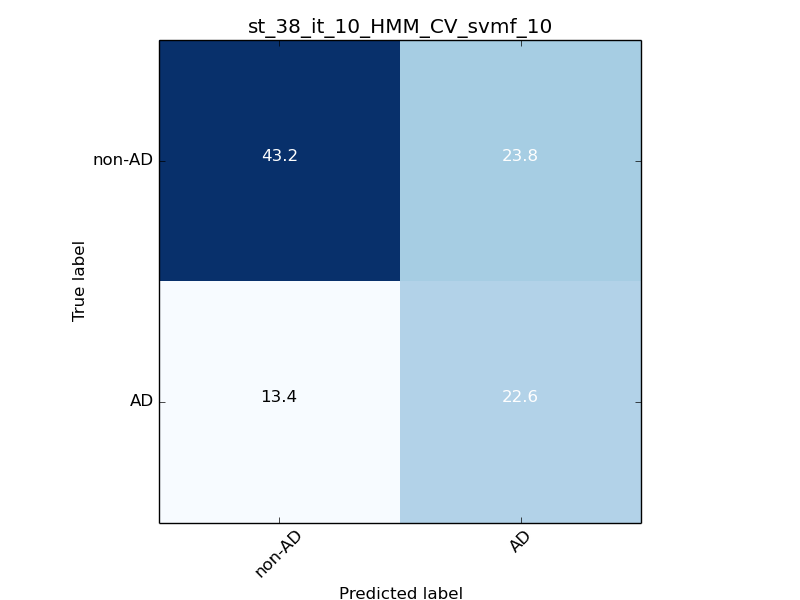 st_38_it_10_HMM_CV_svmf_10
non-AD
43.2
23.8
True label
AD
13.4
22.6
non-AD
AD
Predicted label